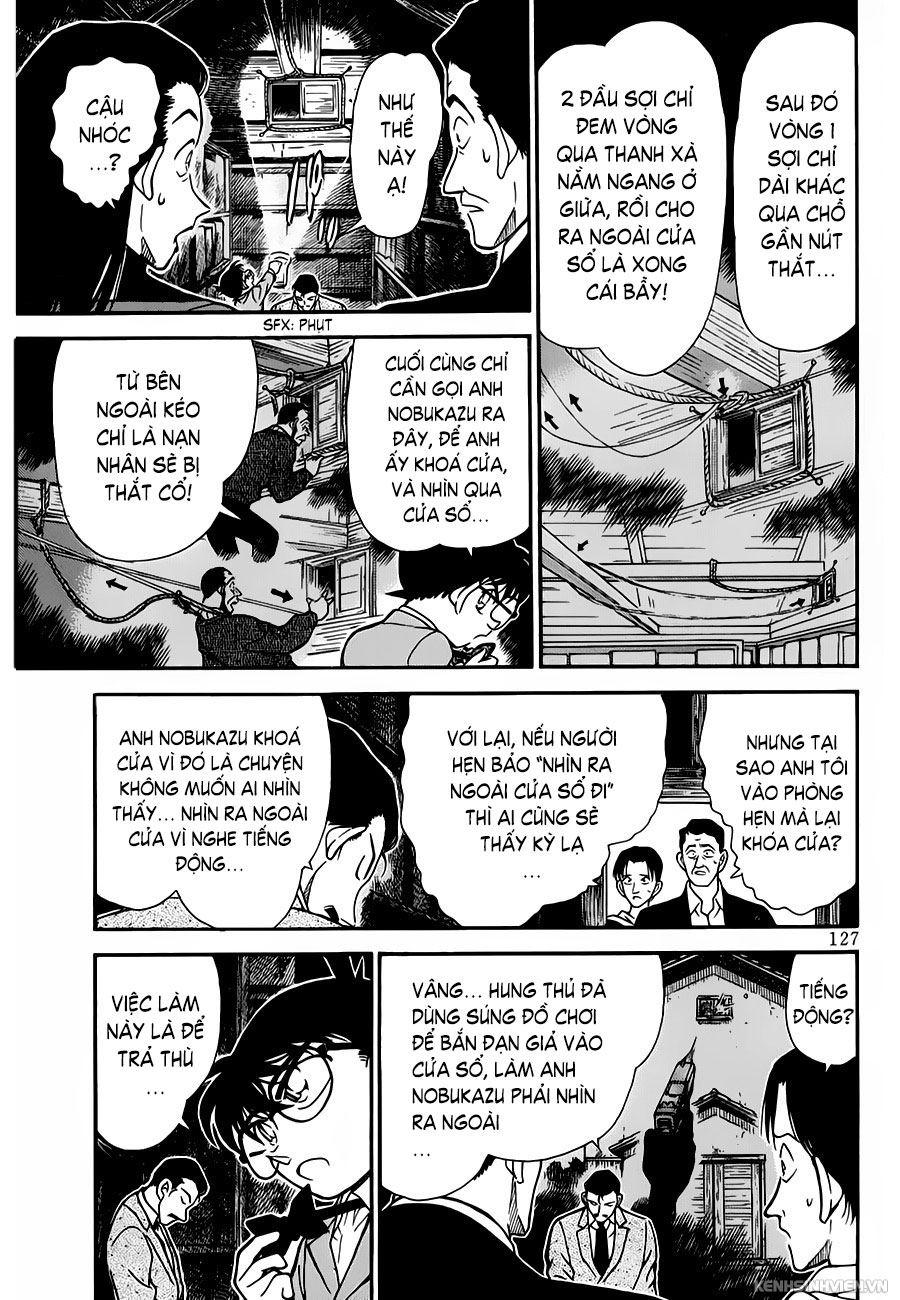 SAU ĐÓ
VÒNG 1
SỢI CHỈ
DÀI KHÁC
QUA CHỔ
GẦN NÚT
THẮT...
2 ĐẦU SỢI CHỈ
ĐEM VÒNG
QUA THANH XÀ
NẰM NGANG Ở
GIỮA, RỒI CHO
RA NGOÀI CỬA
SỔ LÀ XONG
CÁI BẪY!
NHƯ
THẾ
NÀY
Ạ!
CẬU
NHÓC
...?
SFX: PHỤT
CUỐI CÙNG CHỈ
CẦN GỌI ANH
NOBUKAZU RA
ĐÂY, ĐỂ ANH
ẤY KHOÁ CỬA,
VÀ NHÌN QUA
CỬA SỔ...
TỪ BÊN
NGOÀI KÉO
CHỈ LÀ NẠN
NHÂN SẼ BỊ
THẮT CỔ!
NHƯNG TẠI
SAO ANH TÔI
VÀO PHÒNG
HẸN MÀ LẠI
KHÓA CỬA?
VỚI LẠI, NẾU NGƯỜI
HẸN BẢO “NHÌN RA
NGOÀI CỬA SỔ ĐI”
THÌ AI CŨNG SẼ
THẤY KỲ LẠ
...
ANH NOBUKAZU KHOÁ
CỬA VÌ ĐÓ LÀ CHUYỆN
KHÔNG MUỐN AI NHÌN
THẤY... NHÌN RA NGOÀI
CỬA VÌ NGHE TIẾNG
ĐỘNG...
127
TIẾNG
ĐỘNG?
VÂNG... HUNG THỦ ĐÃ
DÙNG SÚNG ĐỒ CHƠI
ĐỂ BẮN ĐẠN GIẢ VÀO
CỬA SỔ, LÀM ANH
NOBUKAZU PHẢI NHÌN
RA NGOÀI
...
VIỆC LÀM
NÀY LÀ ĐỂ
TRẢ THÙ
...
KENHSINHVIEN.VN